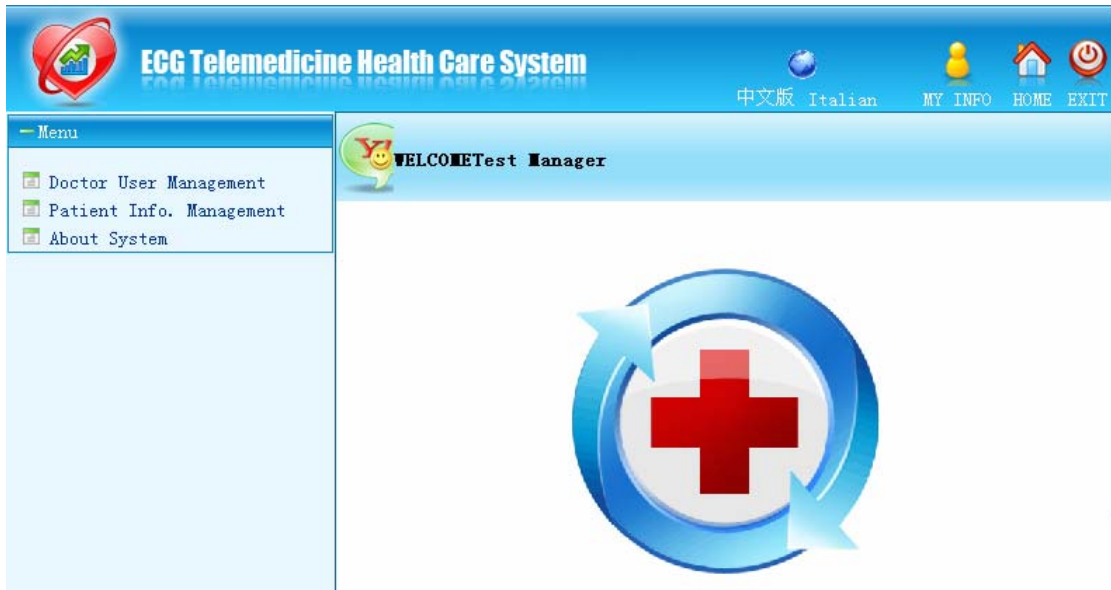 ECG Telemedicine Health Care System
中文版 Italian MY INFO HOME EXIT
Menu
WELCOMETest Manager
Doctor User Management
Patient Info. Management
About System